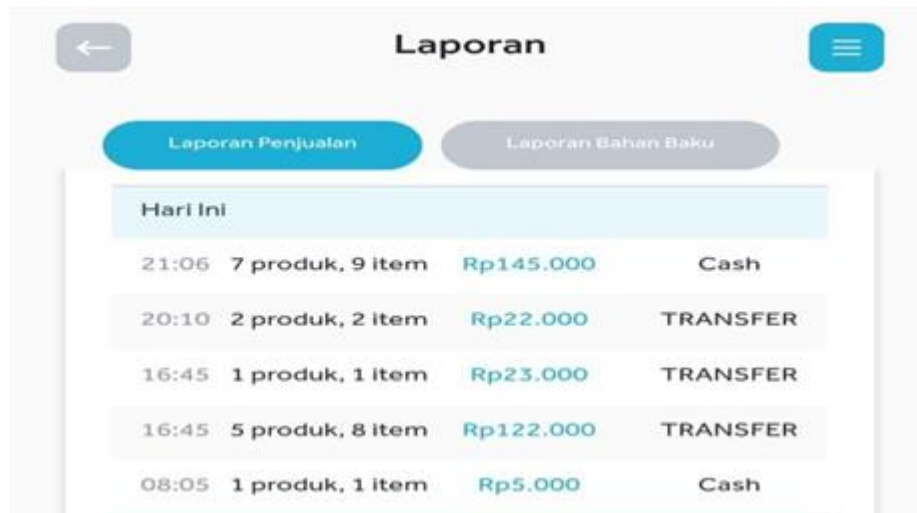 Laporan
Laporan Penjualan Laporan Bahan Baku
Hari Ini
21:06 7 produk, 9 item Rp145.000 Cash
20:10 2 produk, 2 item Rp22.000 TRANSFER
16:45 1 produk, 1 item Rp23.000 TRANSFER
16:45 5 produk, 8 item Rp122.000 TRANSFER
08:05 1 produk, 1 item Rp5.000 Cash